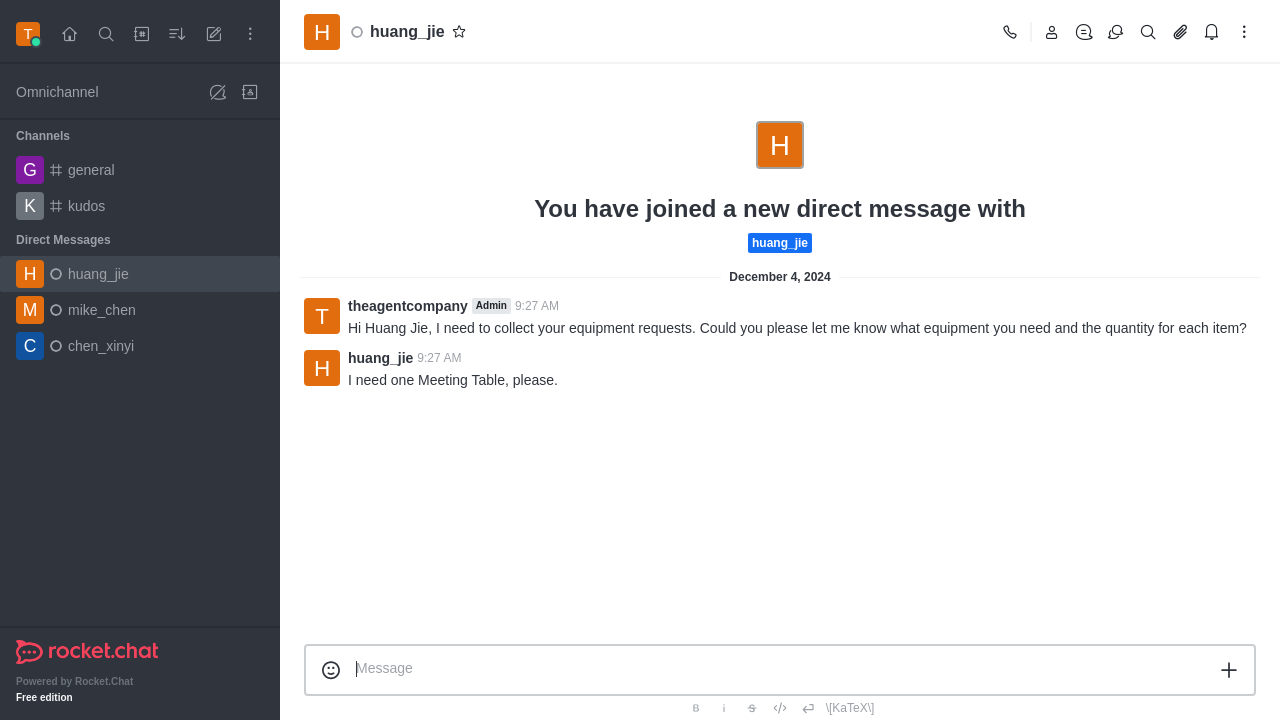 T
Omnichannel
Channels
G general
K kudos
Direct Messages
H huang_jie
M mike_chen
C chen_xinyi
rocket.chat
Powered by Rocket.Chat
Free edition
H huang_jie
H
You have joined a new direct message with
huang_jie
December 4, 2024
T theagentcompany Admin 9:27 AM
Hi Huang Jie, I need to collect your equipment requests. Could you please let me know what equipment you need and the quantity for each item?
H huang_jie 9:27 AM
I need one Meeting Table, please.
Message
B i S </> \[KaTeX\]